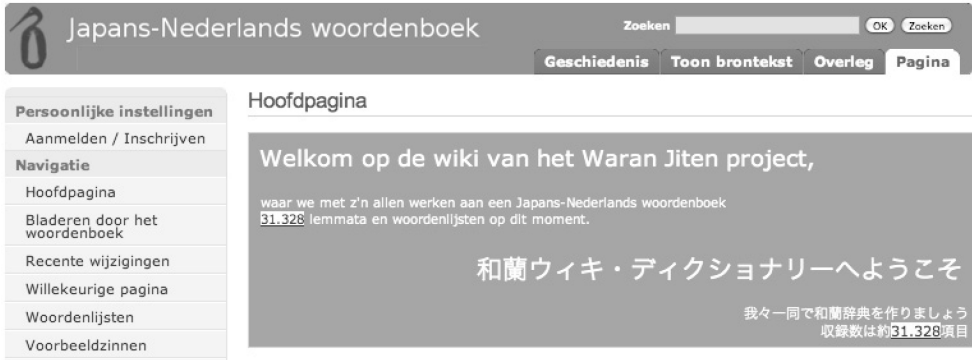 Japans-Nederlands woordenboek
Zoeken
OK
Zoeken
Geschiedenis
Toon brontekst
Overleg
Pagina
Persoonlijke instellingen
Aanmelden / Inschrijven
Navigatie
Hoofdpagina
Bladeren door het
woordenboek
Recente wijzigingen
Willekeurige pagina
Woordenlijsten
Voorbeeldzinnen
Hoofdpagina
Welkom op de wiki van het Waran Jiten project,
waar we met z'n allen werken aan een Japans-Nederlands woordenboek
31.328 lemmata en woordenlijsten op dit moment.
和蘭ウィキ・ディクショナリーへようこそ
我々一同で和蘭辞典を作りましょう
収録数は約31.328項目